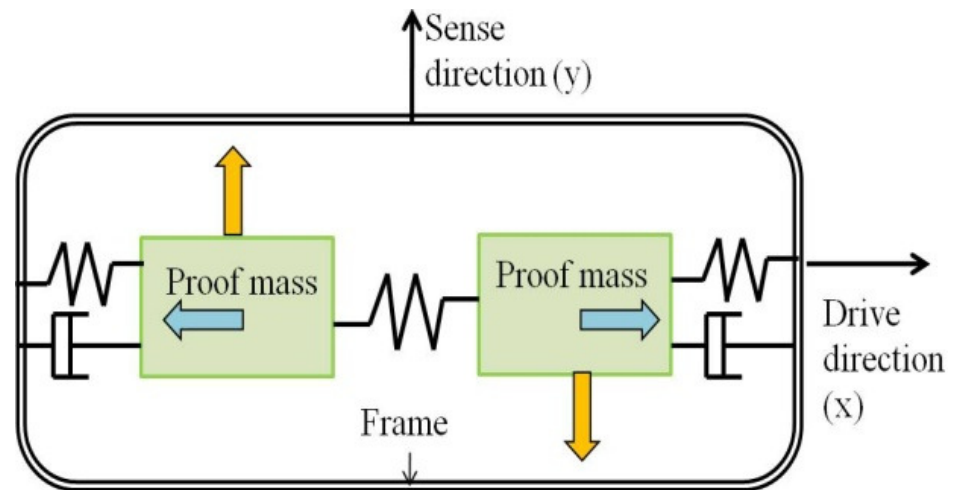 Sense
direction (y)
Proof mass
Proof mass
Drive
direction
(x)
Frame